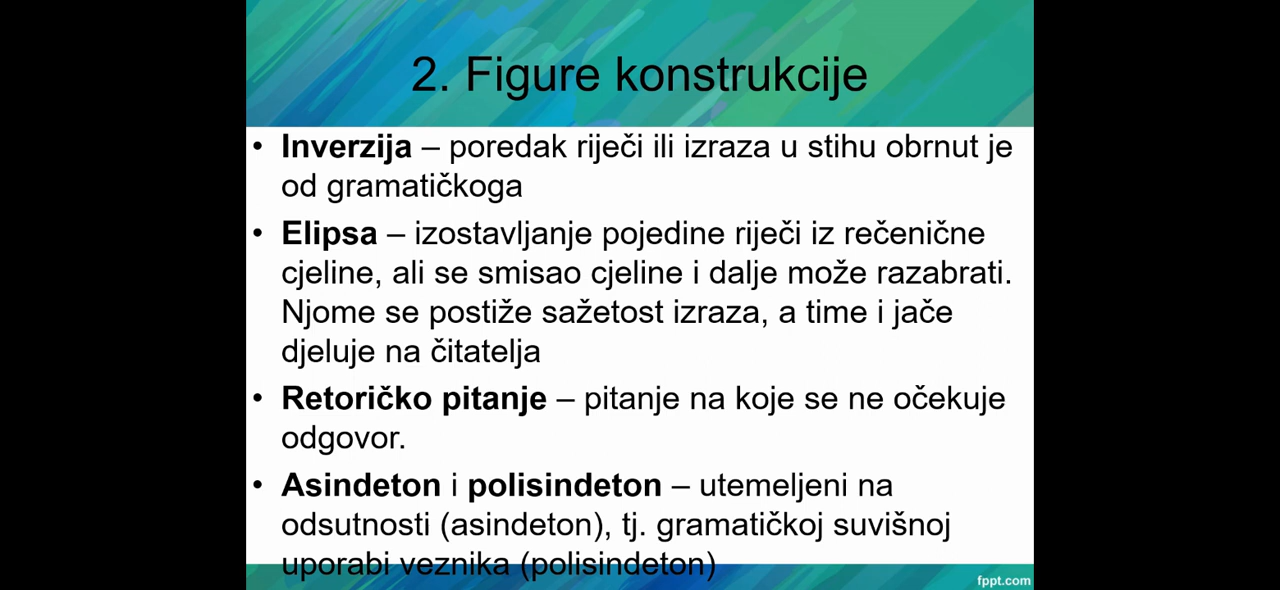 2. Figure konstrukcije
• Inverzija – poredak riječi ili izraza u stihu obrnut je
od gramatičkoga
• Elipsa – izostavljanje pojedine riječi iz rečenične
cjeline, ali se smisao cjeline i dalje može razabrati.
Njome se postiže sažetost izraza, a time i jače
djeluje na čitatelja
• Retoričko pitanje – pitanje na koje se ne očekuje
odgovor.
• Asindeton i polisindeton – utemeljeni na
odsutnosti (asindeton), tj. gramatičkoj suvišnoj
uporabi veznika (polisindeton)
fppt.com